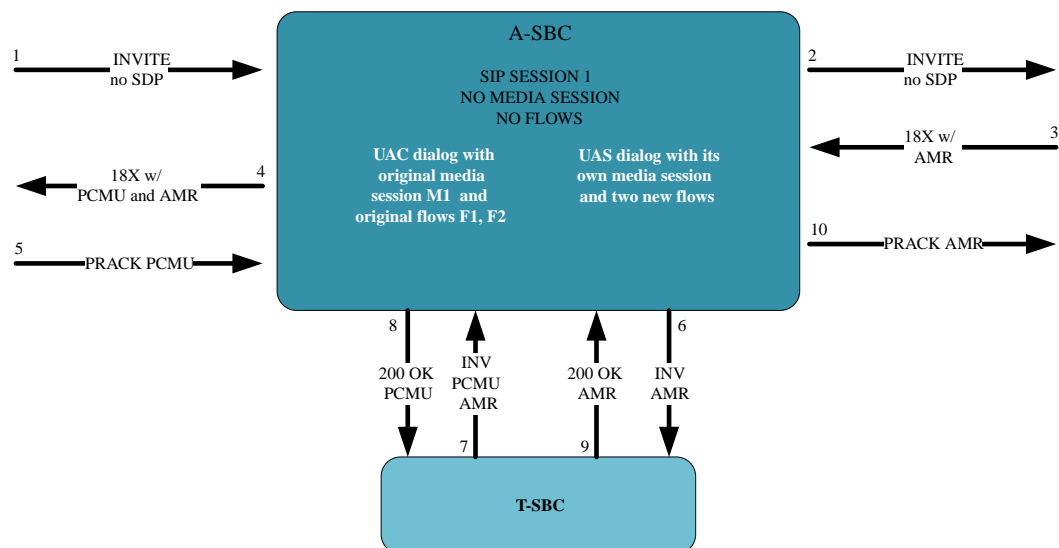 A-SBC
SIP SESSION 1
NO MEDIA SESSION
NO FLOWS
UAC dialog with
original media
session M1 and
original flows F1, F2
UAS dialog with its
own media session
and two new flows
1
INVITE
no SDP
2
INVITE
no SDP
3
18X w/
AMR
4
18X w/
PCMU and AMR
5
PRACK PCMU
10
PRACK AMR
8
200 OK
PCMU
INV
PCMU
AMR
7
200 OK
AMR
9
6
INV
AMR
T-SBC